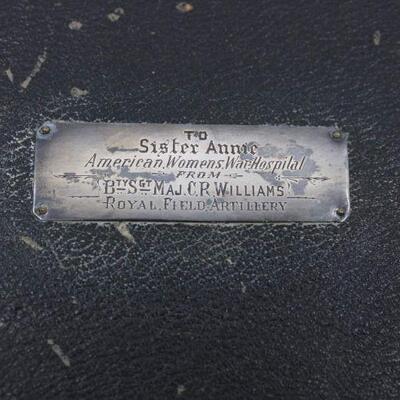 TO
Sister Annie
American, Womens, War, Hospital
FROM
BTY SGT MAJ. C.P. WILLIAMS
ROYAL, FIELD, ARTILLERY